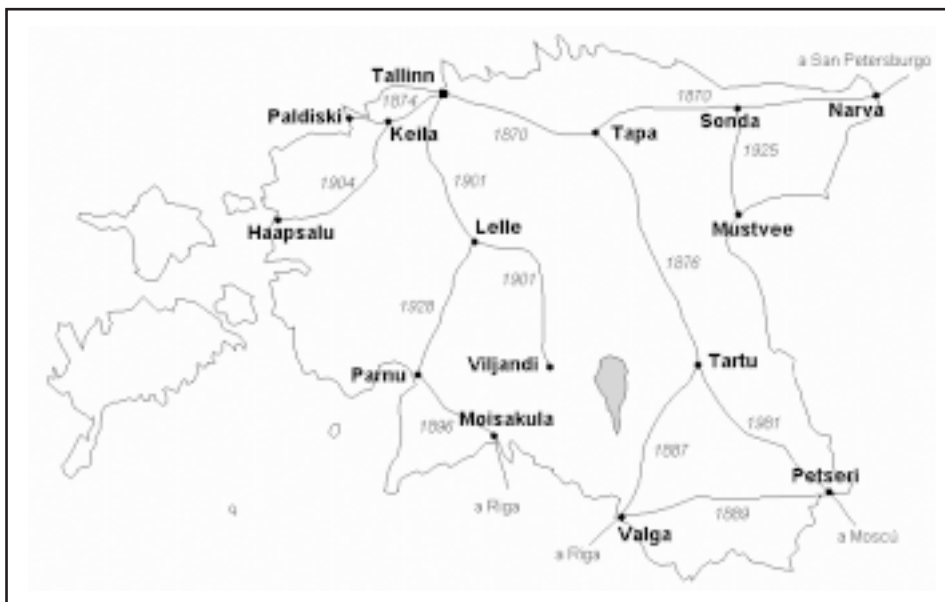 a San Petersburgo
Tallinn
1874
1870
Paldiski
Keila
Sonda
Narva
1870
Tapa
1925
1904
1901
Haapsalu
Lelle
Mustvee
1901
1876
1928
Parnu
Viljandi
Tartu
Moisakula
1896
1981
1887
Petseri
a Riga
1889
Valga
a Riga
a Moscú